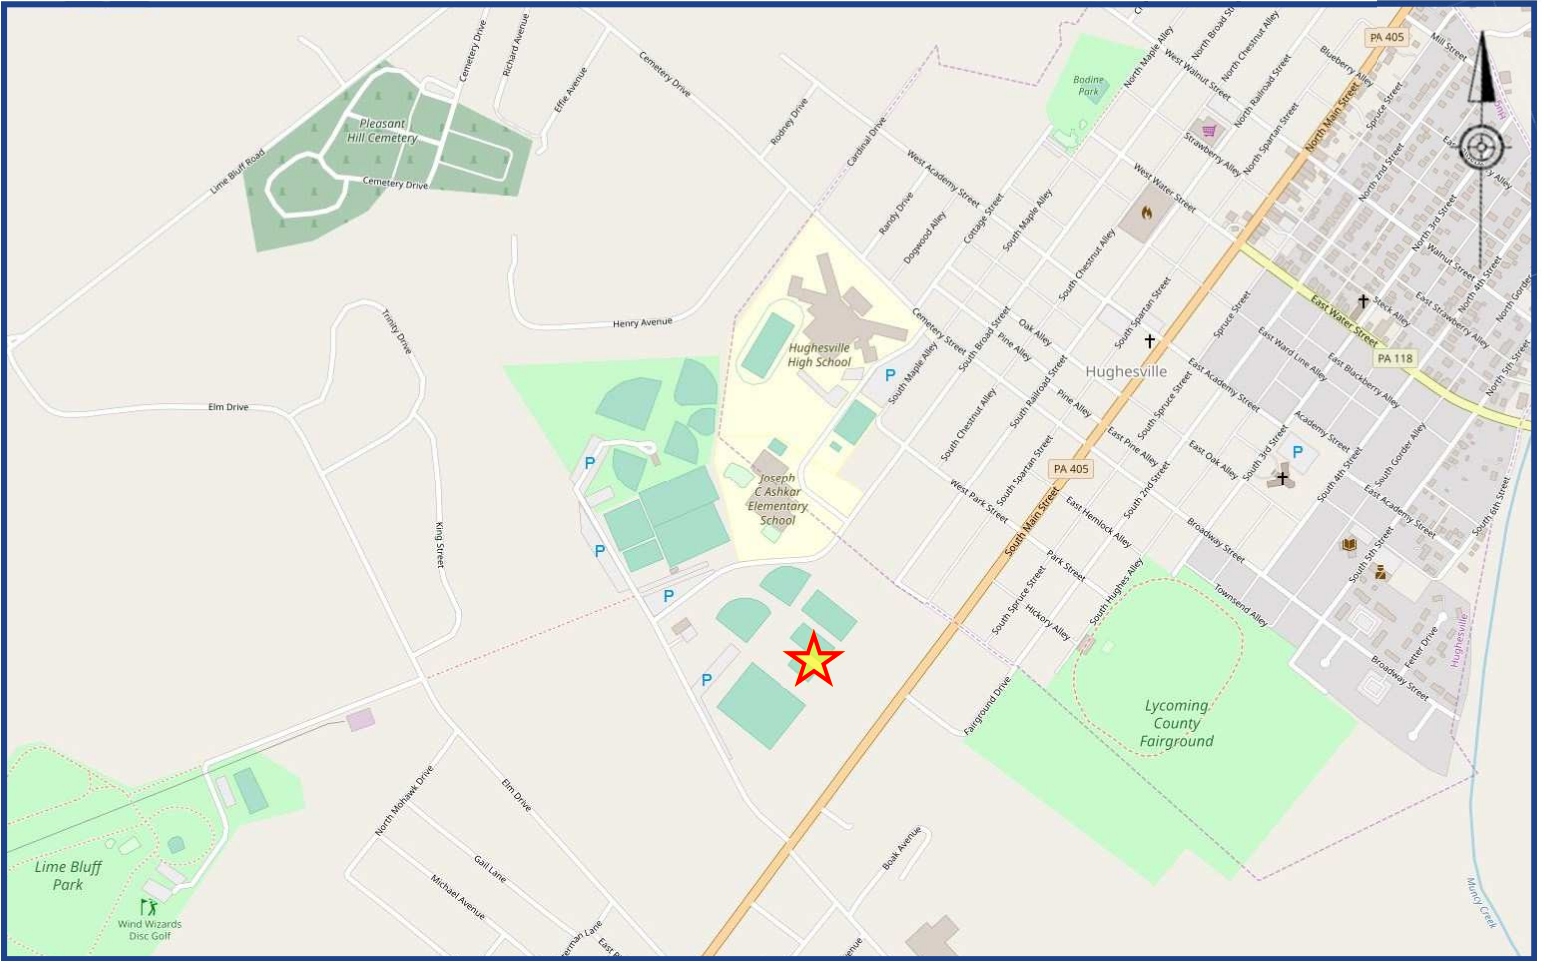 PA 405
Mill Street
Cemetery Drive
Richard Avenue
Effie Avenue
Cemetery Drive
North Maple Alley
North Broad St
North Chestnut Alley
West Walnut Street
North Railroad Street
Blueberry Alley
North Main Street
Spruce Street
Bodine
Park
Pleasant
Hill Cemetery
Rodney Drive
Cardinal Drive
Strawberry Alley
North Spartan Street
North 2nd Street
Lime Bluff Road
Cemetery Drive
West Academy Street
West Water Street
Randy Drive
Dogwood Alley
Cottage Street
South Maple Alley
South Chestnut Alley
North 3rd Street
Walnut Street
North 4th Street
North Gorde
Henry Avenue
Trinity Drive
Hughesville
High School
Cemetery Street
South Broad Street
Oak Alley
Pine Alley
South Spartan Street
Spruce Street
East Water Street
Steck Alley
East Strawberry Alley
PA 118
East Ward Line Alley
East Blackberry Alley
North 5th Street
P
South Maple Alley
South Railroad Street
Hughesville
East Academy Street
Elm Drive
South Chestnut Alley
Pine Alley
South Spruce Street
Academy Street
South Gorder Alley
P
East Pine Alley
East Oak Alley
South 3rd Street
P
PA 405
South Spartan Street
Joseph
C Ashkar
Elementary
School
West Park Street
South Main Street
South 2nd Street
South 4th Street
East Academy Street
South 6th Street
King Street
East Hemlock Alley
Broadway Street
South 5th Street
P
Park Street
P
South Spruce Street
South Hughes Alley
Hickory Alley
Townsend Alley
Fetter Drive
Hughesville
Broadway Street
P
Fairground Drive
Lycoming
County
Fairground
North Mohawk Drive
Elm Drive
Lime Bluff
Park
Gail Lane
Michael Avenue
Boak Avenue
Wind Wizards
Disc Golf
Muncy Creek
erman Lane
East P
venue